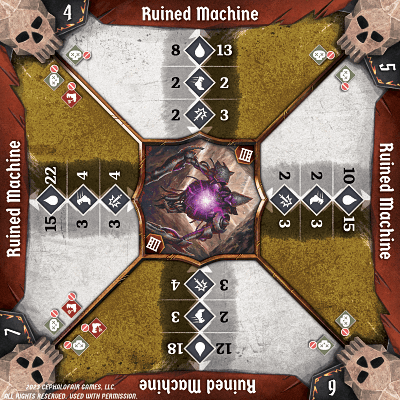 4
Ruined Machine
8 13
2 2
2 3
5
Ruined Machine
10 15
2 3
2 3
6
Ruined Machine
12 18
3 2
3 4
7
Ruined Machine
15 22
3 4
3 4
2023 CEPHALOFAIR GAMES, LLC.
ALL RIGHTS RESERVED. USED WITH PERMISSION.